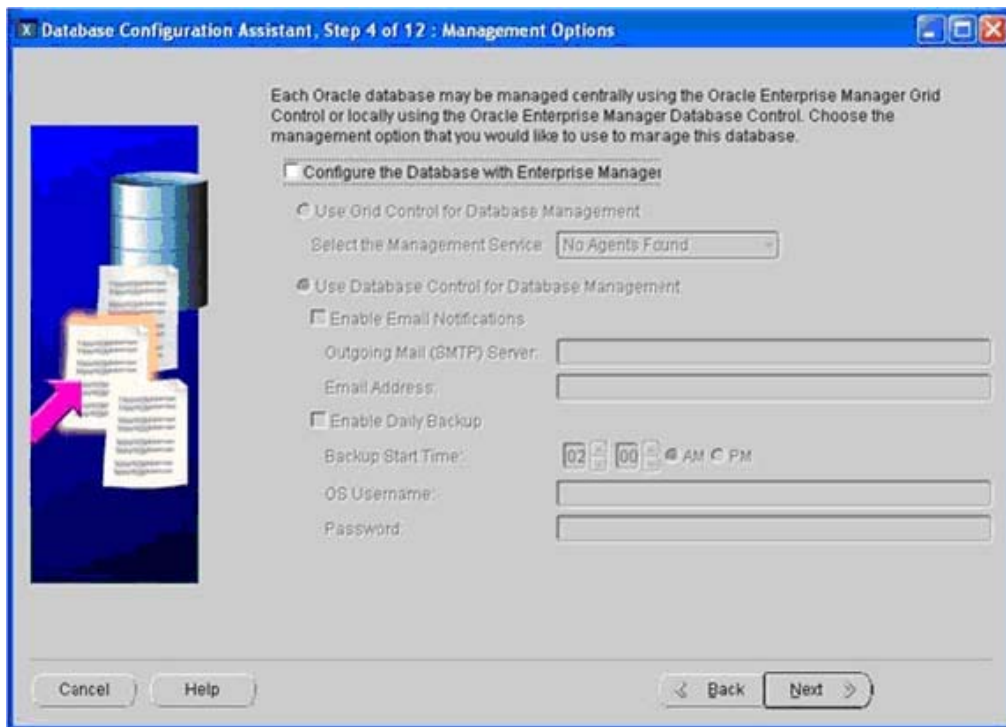 X Database Configuration Assistant, Step 4 of 12 : Management Options
Each Oracle database may be managed centrally using the Oracle Enterprise Manager Grid
Control or locally using the Oracle Enterprise Manager Database Control. Choose the
management option that you would like to use to manage this database.
Configure the Database with Enterprise Manager
Use Grid Control for Database Management
Select the Management Service: No Agents Found
Use Database Control for Database Management
Enable Email Notifications
Outgoing Mail (SMTP) Server:
Email Address:
Enable Daily Backup
Backup Start Time: 02 00 AM PM
OS Username:
Password:
Cancel Help Back Next